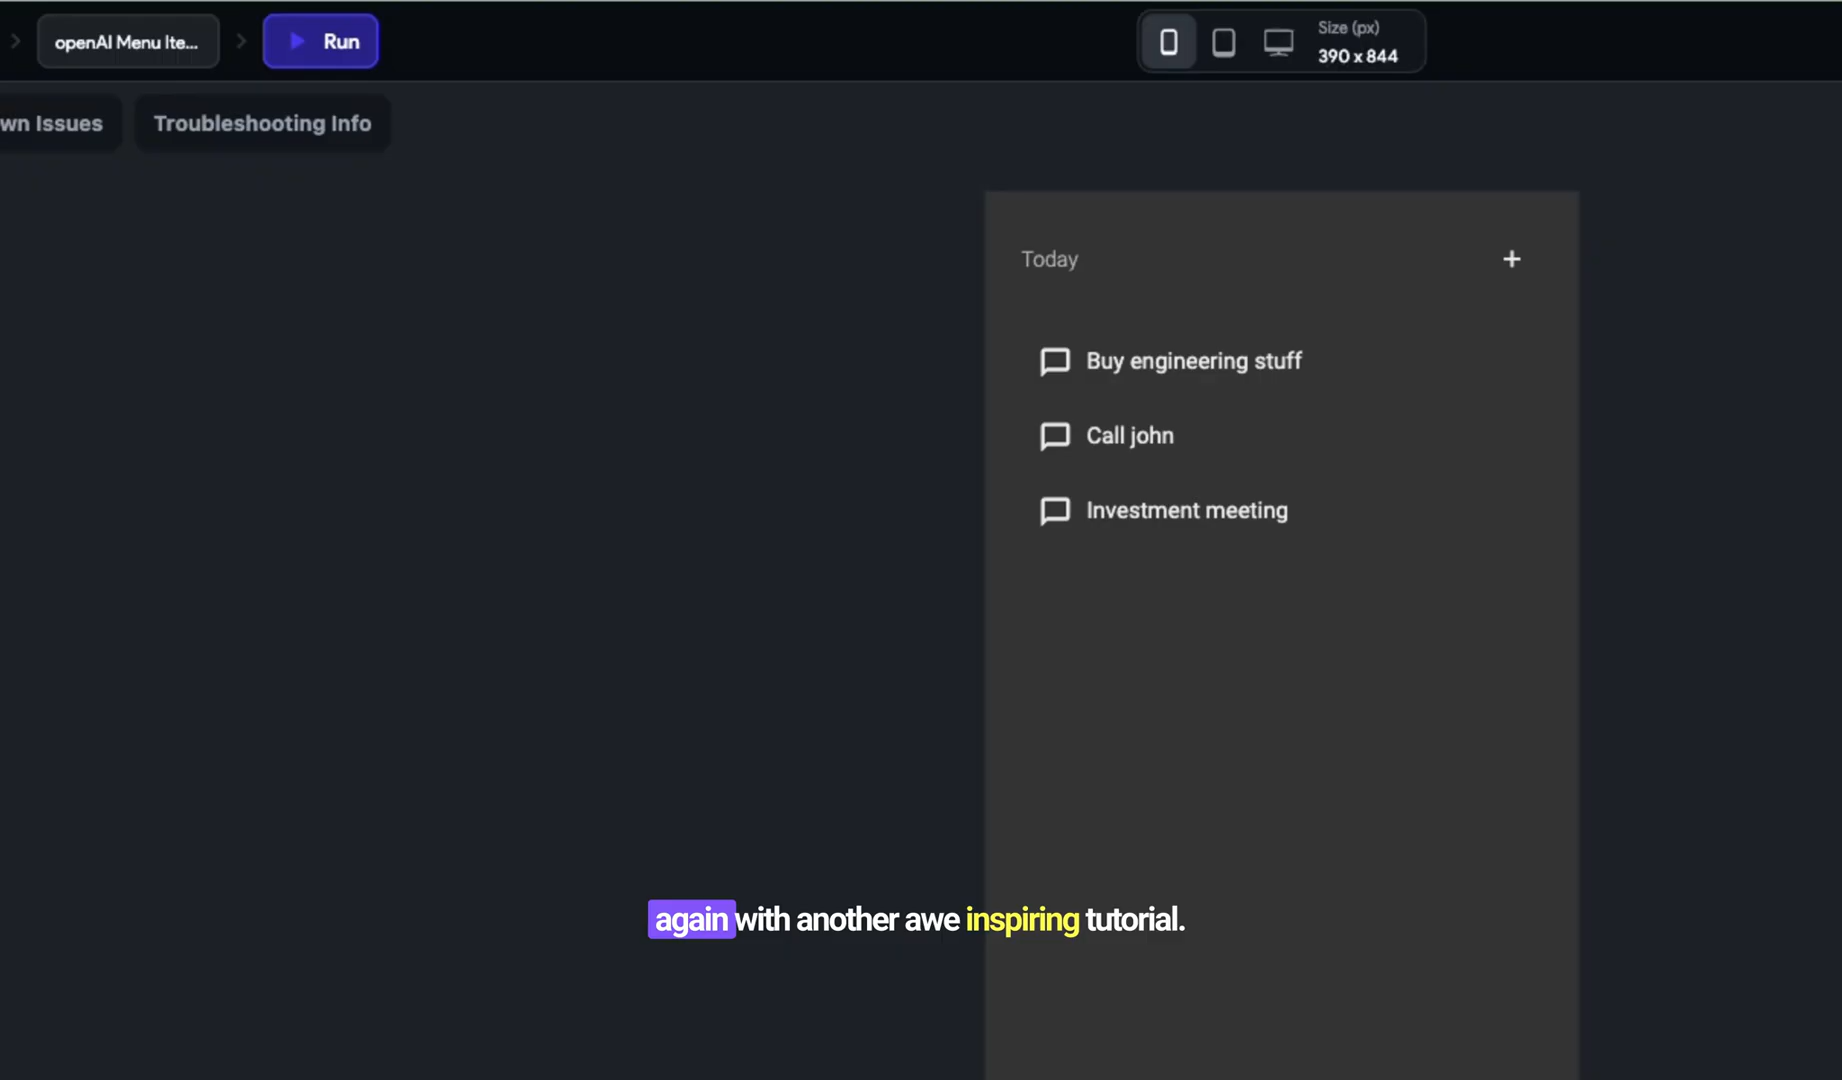 openAI Menu Ite...
Run
Size (px)
390 x 844
wn Issues
Troubleshooting Info
Today
+
Buy engineering stuff
Call john
Investment meeting
again with another awe inspiring tutorial.